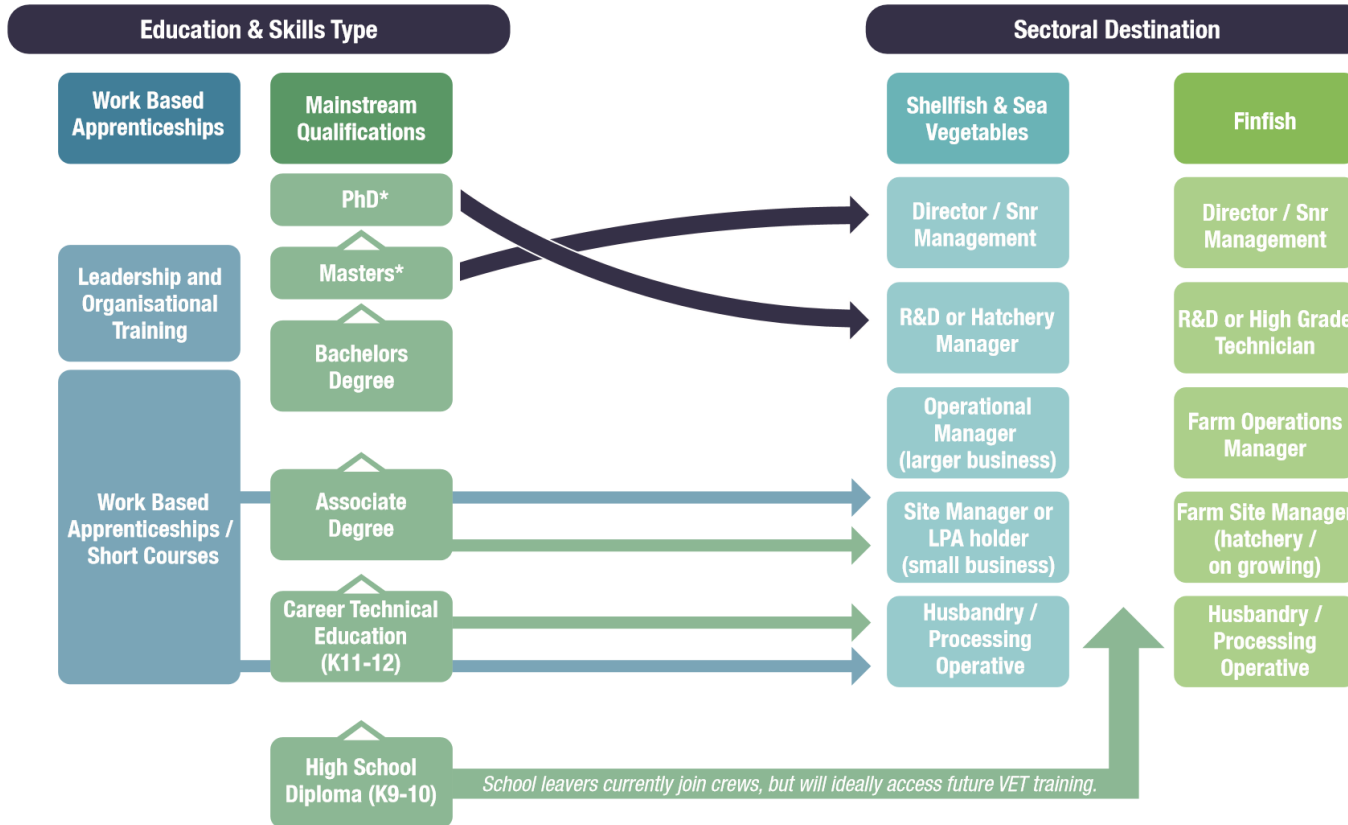 Education & Skills Type
Sectoral Destination
Work Based
Apprenticeships
Mainstream
Qualifications
Shellfish & Sea
Vegetables
Finfish
PhD*
Masters*
Bachelors
Degree
Associate
Degree
Career Technical
Education
(K11-12)
High School
Diploma (K9-10)
Leadership and
Organisational
Training
Work Based
Apprenticeships /
Short Courses
Director / Snr
Management
R&D or Hatchery
Manager
Operational
Manager
(larger business)
Site Manager or
LPA holder
(small business)
Husbandry /
Processing
Operative
Director / Snr
Management
R&D or High Grade
Technician
Farm Operations
Manager
Farm Site Manager
(hatchery /
on growing)
Husbandry /
Processing
Operative
School leavers currently join crews, but will ideally access future VET training.